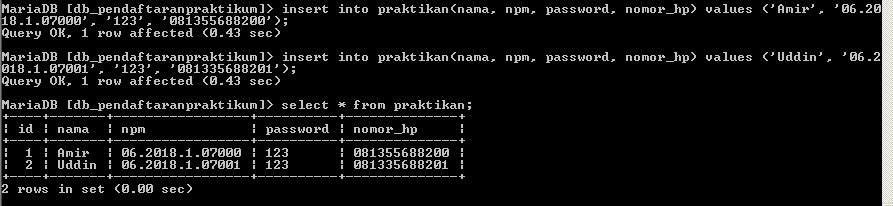 MariaDB [db_pendaftaranpraktikum]> insert into praktikan(nama, npm, password, nomor_hp) values ('Amir', '06.20
18.1.07000', '123', '081355688200');
Query OK, 1 row affected (0.43 sec)
MariaDB [db_pendaftaranpraktikum]> insert into praktikan(nama, npm, password, nomor_hp) values ('Uddin', '06.2
018.1.07001', '123', '081335688201');
Query OK, 1 row affected (0.43 sec)
MariaDB [db_pendaftaranpraktikum]> select * from praktikan;
+----+-------+-----------------+----------+--------------+
| id | nama | npm | password | nomor_hp |
+----+-------+-----------------+----------+--------------+
| 1 | Amir | 06.2018.1.07000 | 123 | 081355688200 |
| 2 | Uddin | 06.2018.1.07001 | 123 | 081335688201 |
+----+-------+-----------------+----------+--------------+
2 rows in set (0.00 sec)